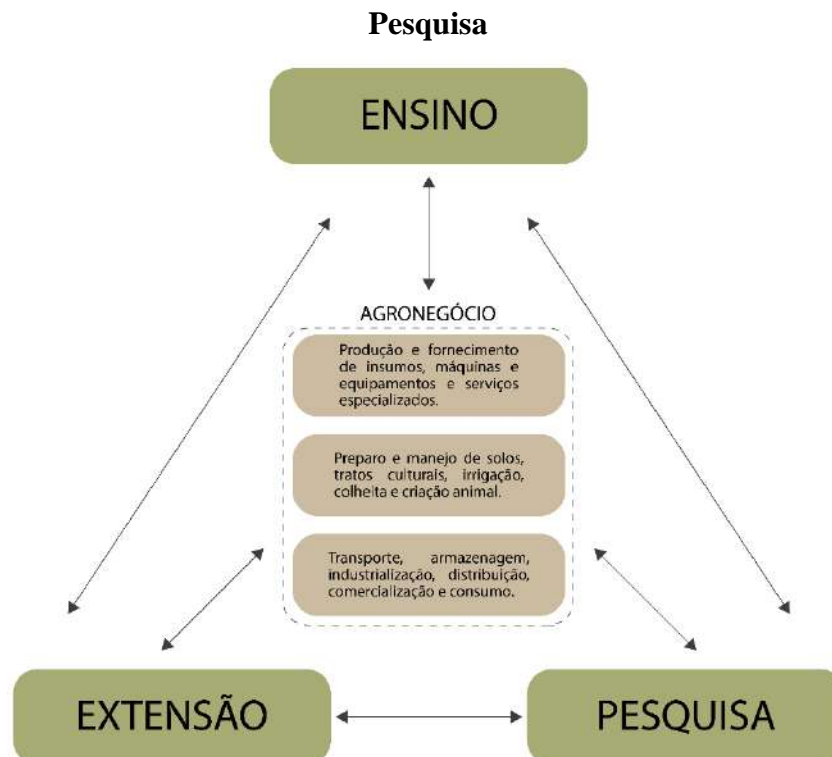 Pesquisa
ENSINO
AGRONEGÓCIO
Produção e fornecimento
de insumos, máquinas e
equipamentos e serviços
especializados.
Preparo e manejo de solos,
tratos culturais, irrigação,
colheita e criação animal.
Transporte, armazenagem,
industrialização, distribuição,
comercialização e consumo.
EXTENSÃO
PESQUISA